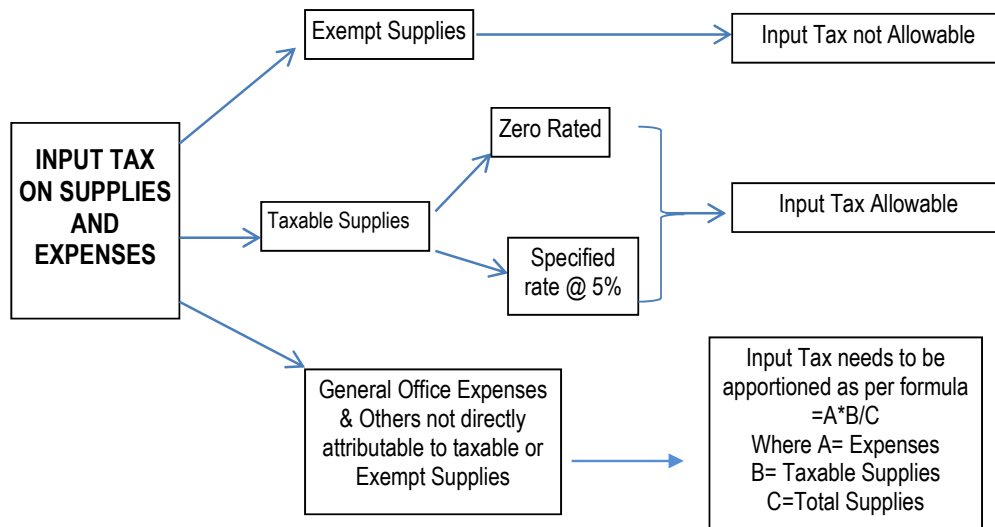 Exempt Supplies
Input Tax not Allowable
INPUT TAX
ON SUPPLIES
AND
EXPENSES
Zero Rated
Taxable Supplies
Input Tax Allowable
Specified
rate @ 5%
General Office Expenses
& Others not directly
attributable to taxable or
Exempt Supplies
Input Tax needs to be
apportioned as per formula
=A*B/C
Where A= Expenses
B= Taxable Supplies
C=Total Supplies